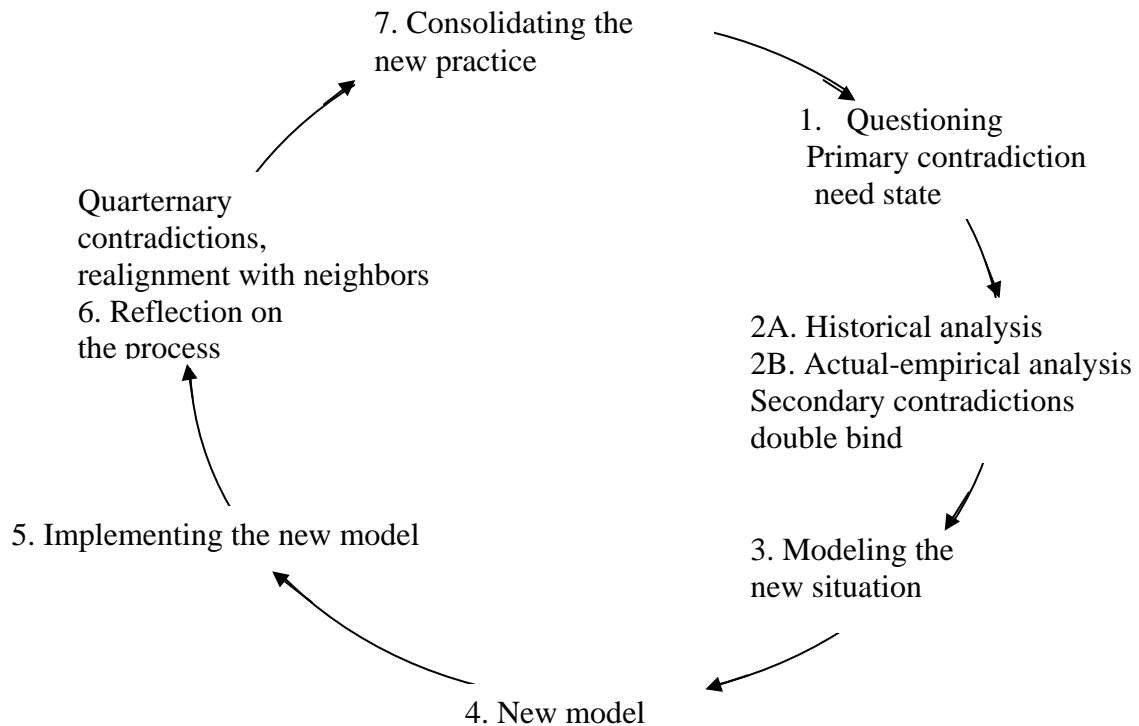 7. Consolidating the
new practice
1. Questioning
Primary contradiction
need state
2A. Historical analysis
2B. Actual-empirical analysis
Secondary contradictions
double bind
3. Modeling the
new situation
4. New model
5. Implementing the new model
Quarternary
contradictions,
realignment with neighbors
6. Reflection on
the process